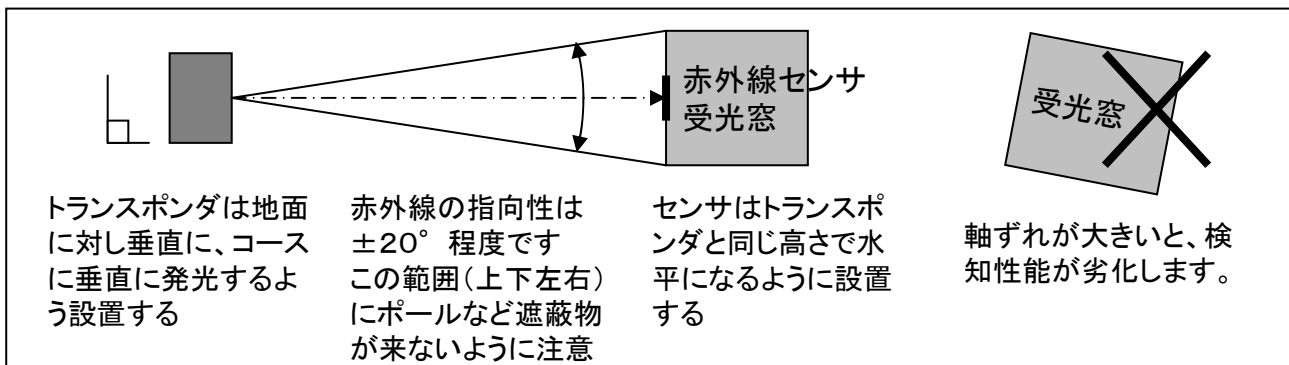 赤外線センサ
受光窓
受光窓
トランスポンダは地面
に対し垂直に、コース
に垂直に発光するよ
う設置する
赤外線の指向性は
±20°程度です
この範囲(上下左右)
にポールなど遮蔽物
が来ないように注意
センサはトランスポ
ンダと同じ高さで水
平になるように設置
する
軸ずれが大きいと、検
知性能が劣化します。